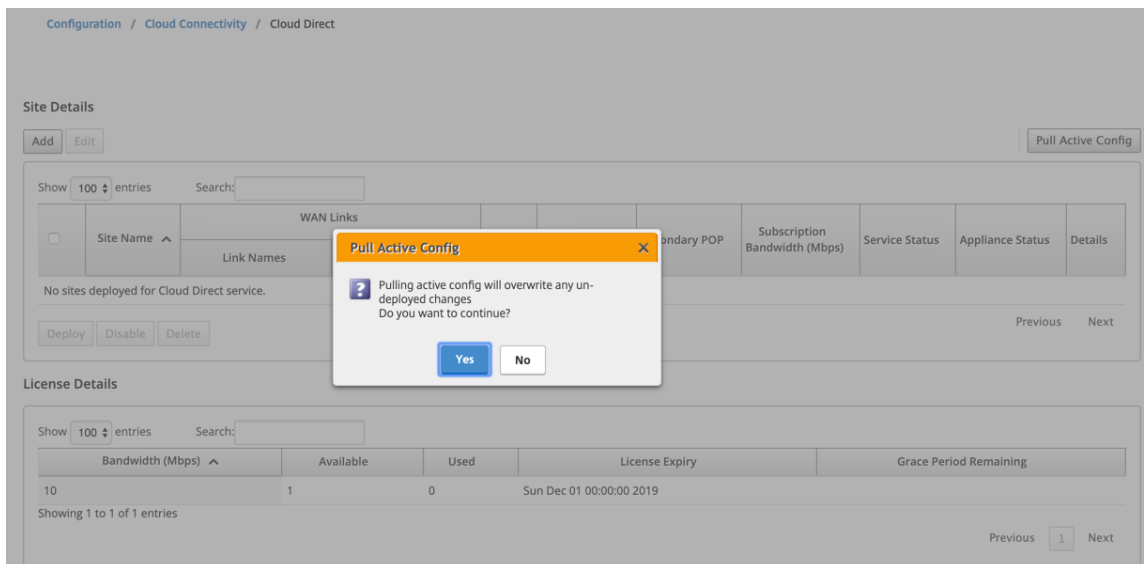 Configuration / Cloud Connectivity / Cloud Direct
Site Details
Add Edit Pull Active Config
Show 100 entries Search:
WAN Links
Site Name Link Names ondary POP Subscription Bandwidth (Mbps) Service Status Appliance Status Details
No sites deployed for Cloud Direct service.
Previous Next
Deploy Disable Delete
Pull Active Config
Pulling active config will overwrite any un-
deployed changes
Do you want to continue?
Yes No
License Details
Show 100 entries Search:
Bandwidth (Mbps) Available Used License Expiry Grace Period Remaining
10 1 0 Sun Dec 01 00:00:00 2019
Showing 1 to 1 of 1 entries
Previous 1 Next